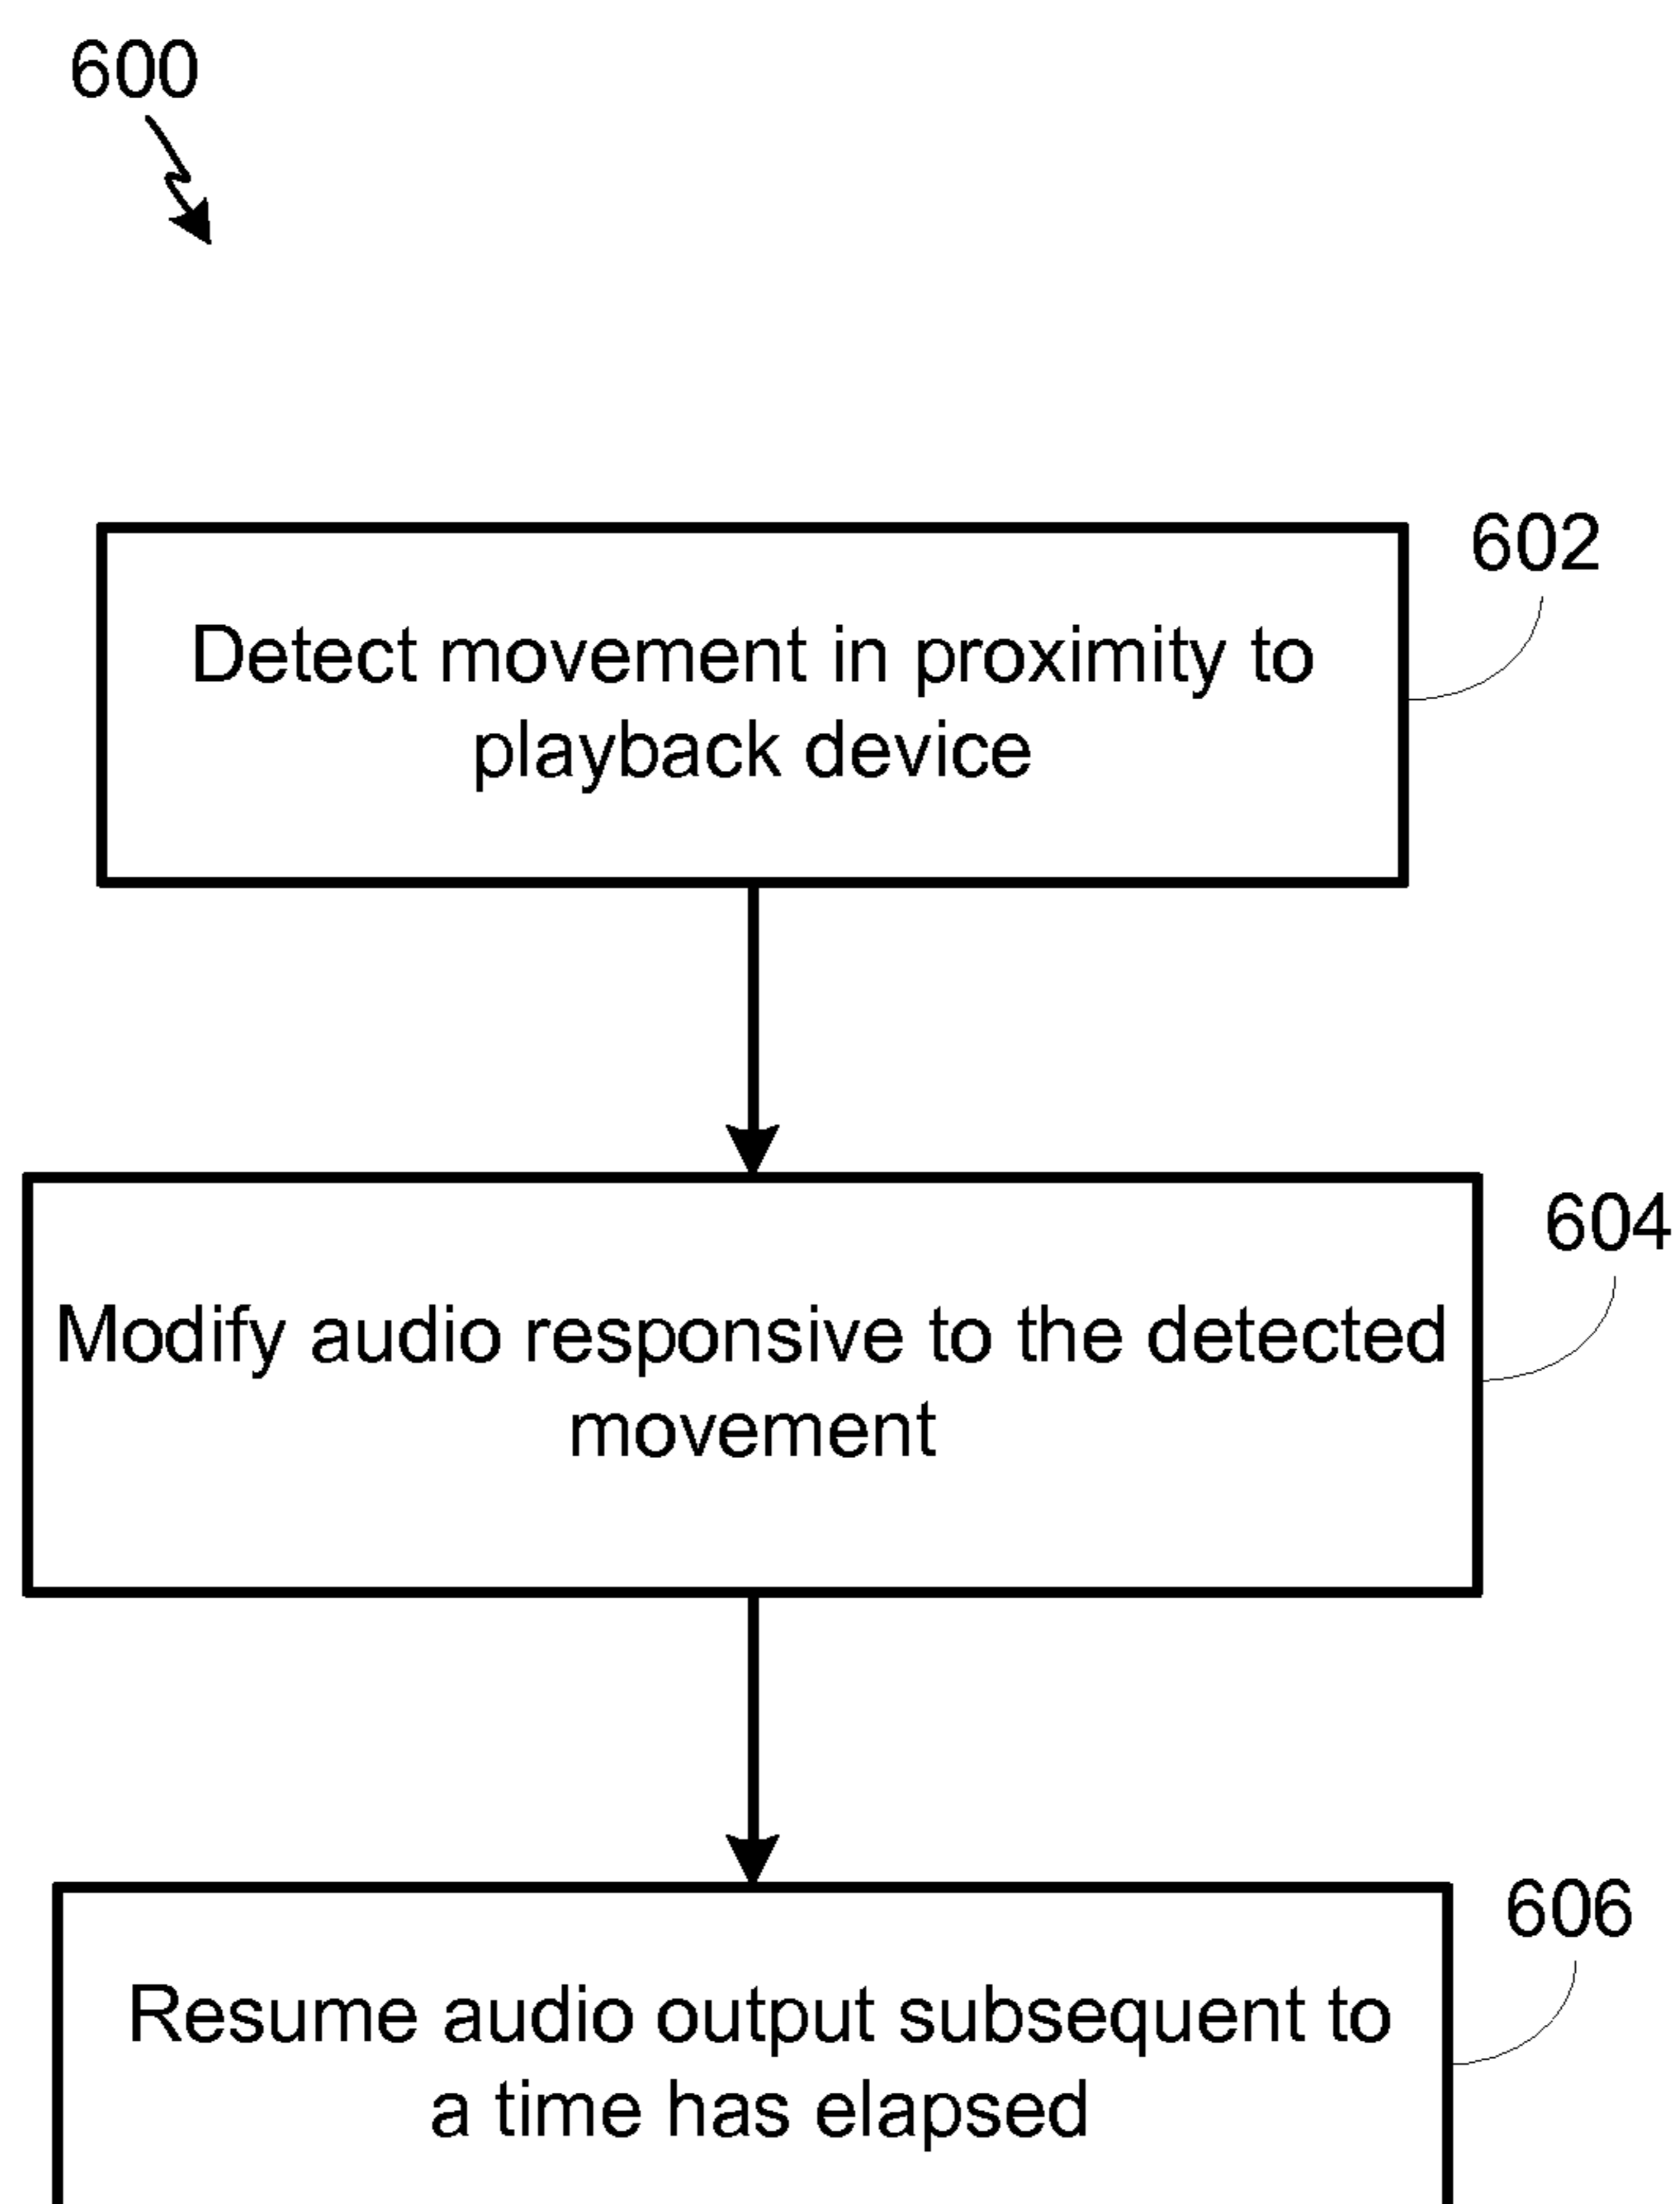 600
602
Detect movement in proximity to
playback device
604
Modify audio responsive to the detected
movement
606
Resume audio output subsequent to
a time has elapsed